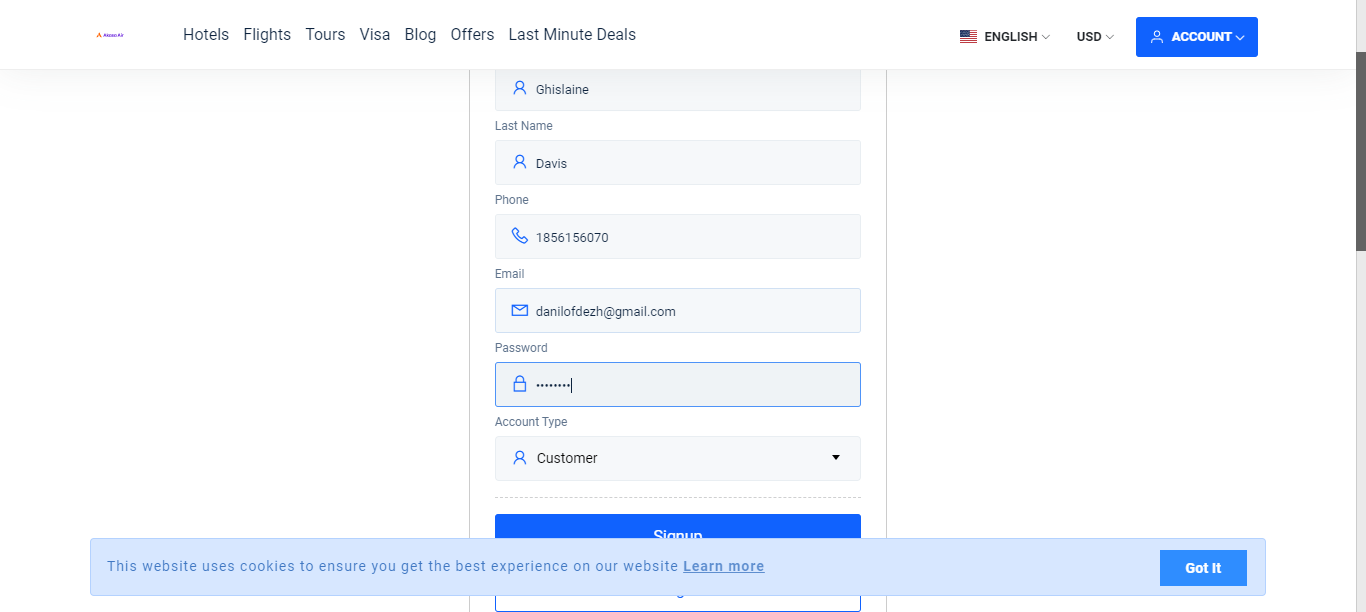 Akasa Air
Hotels Flights Tours Visa Blog Offers Last Minute Deals
ENGLISH USD ACCOUNT
Ghislaine
Last Name
Davis
Phone
1856156070
Email
danilofdezh@gmail.com
Password
••••••••
Account Type
Customer
Signup
This website uses cookies to ensure you get the best experience on our website Learn more
Got It